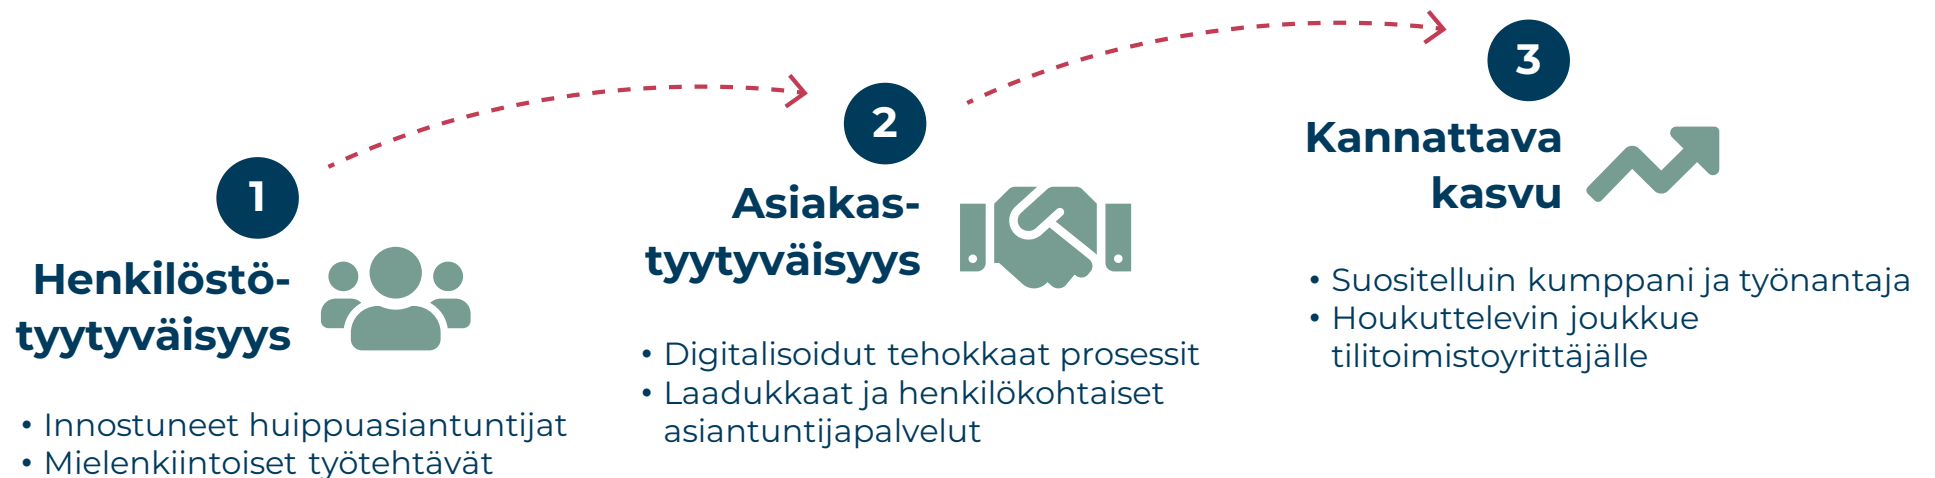 1
Henkilöstö-
tyytyväisyys
• Innostuneet huippuasiantuntijat
• Mielenkiintoiset työtehtävät
2
Asiakas-
tyytyväisyys
• Digitalisoidut tehokkaat prosessit
• Laadukkaat ja henkilökohtaiset
asiantuntijapalvelut
3
Kannattava
kasvu
• Suositelluin kumppani ja työnantaja
• Houkuttelevin joukkue
tilitoimistoyrittäjälle